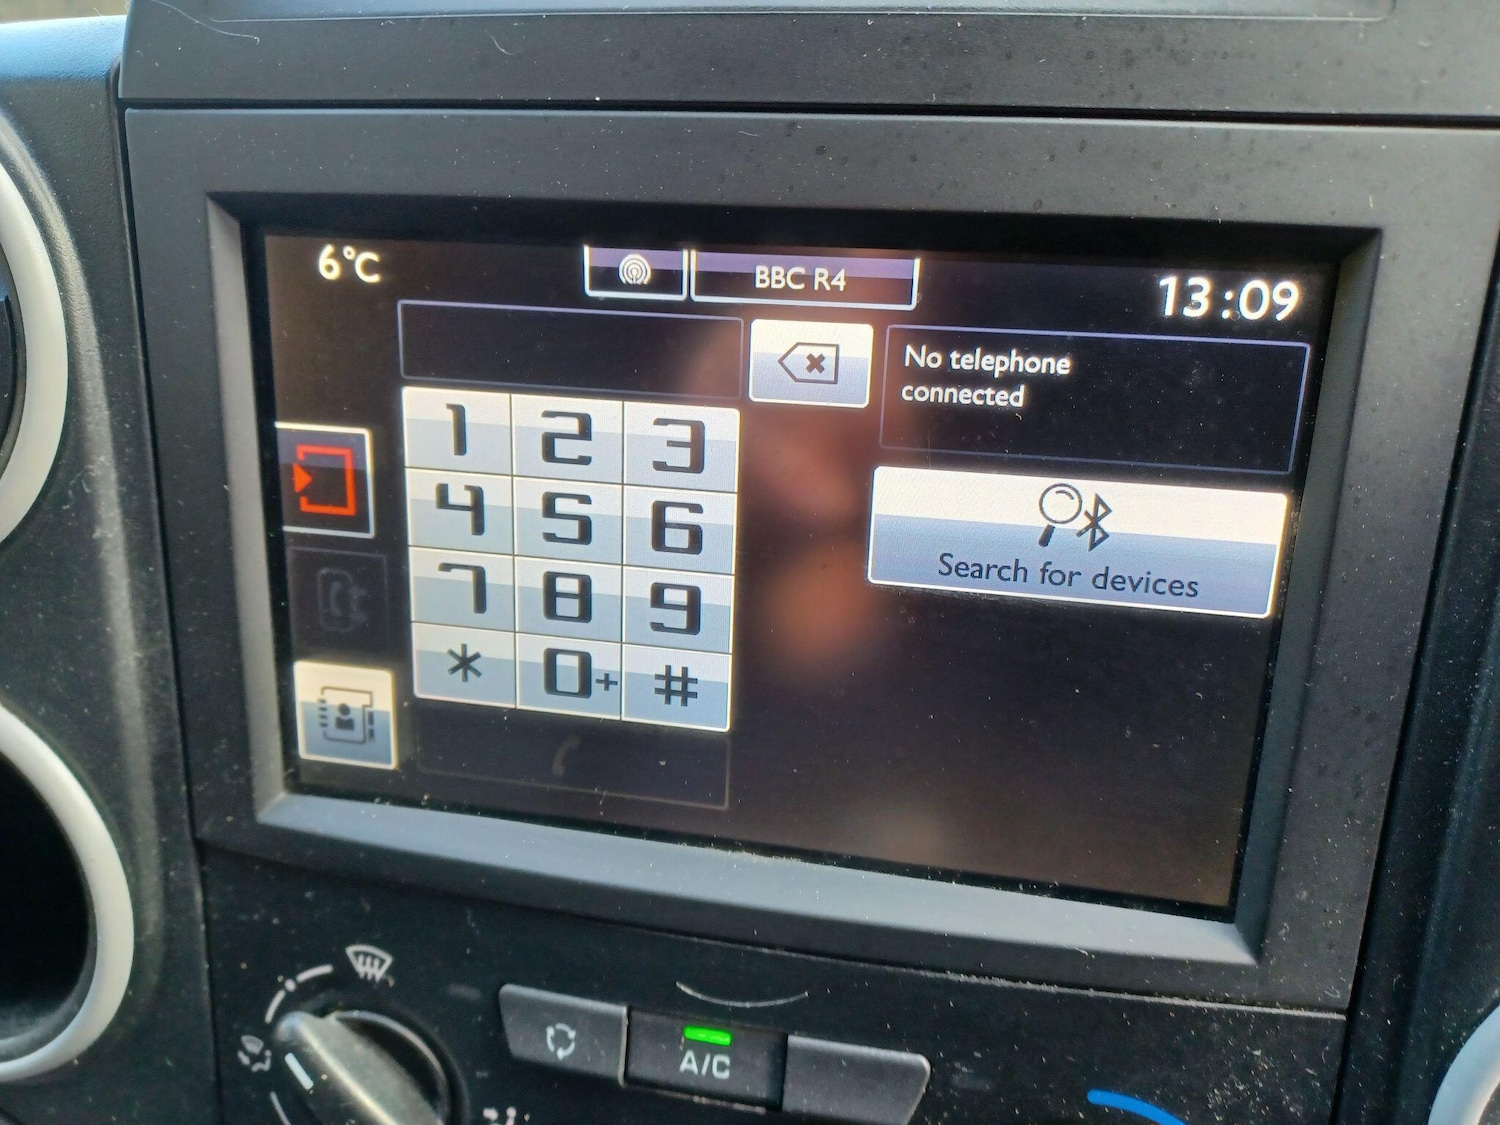 6°C
BBC R4
13:09
No telephone
connected
1 2 3
4 5 6
7 8 9
* 0+ #
Search for devices
A/C